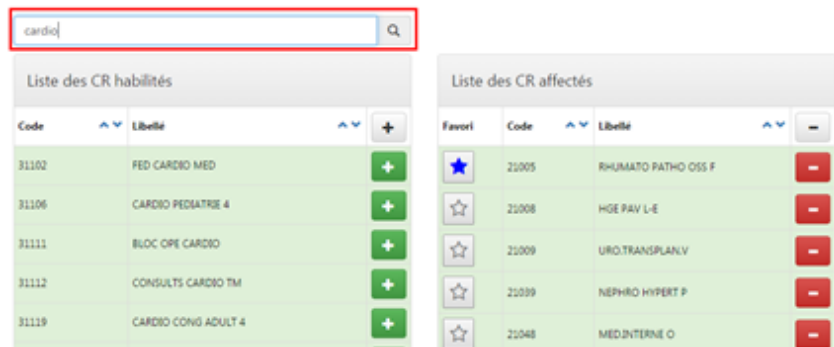 cardio
Liste des CR habilités
Code Libellé
31102 FED CARDIO MED
31106 CARDIO PEDIATRIE 4
31111 BLOC OPE CARDIO
31112 CONSULTS CARDIO TM
31119 CARDIO CONG ADULT 4
Liste des CR affectés
Favori Code Libellé
21005 RHUMATO PATHO OSS F
21008 HGE PAV L-E
21009 URO.TRANSPLAN.V
21039 NEPHRO HYPERT P
21048 MED.INTERNE O